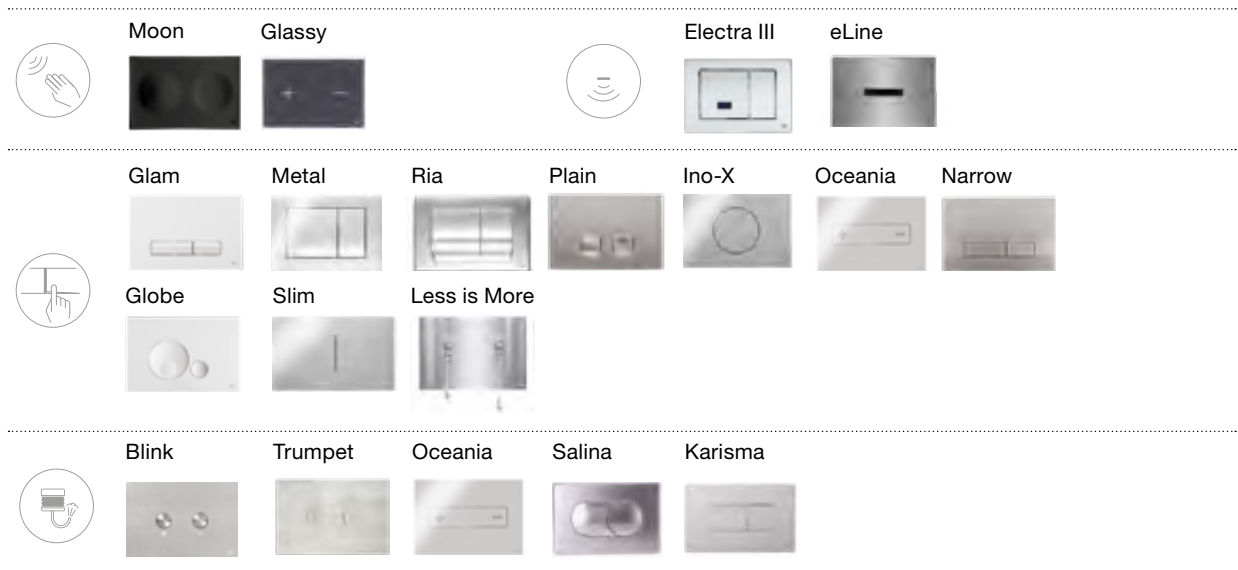 Moon Glassy Electra III eLine
Glam Metal Ria Plain Ino-X Oceania Narrow
Globe Slim Less is More
Blink Trumpet Oceania Salina Karisma